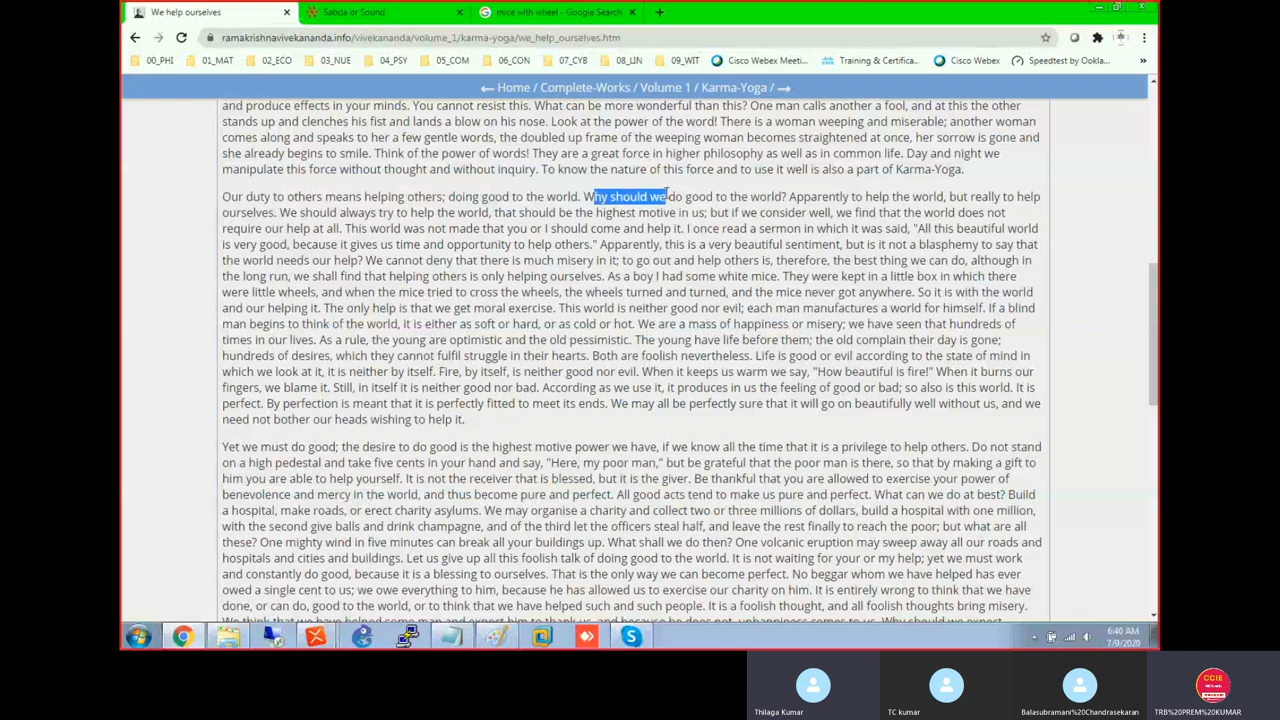 We help ourselves
Sabda or Sound
mice with wheel - Google Search
ramakrishnavivekananda.info/vivekananda/volume_1/karma-yoga/we_help_ourselves.htm
00_PHI 01_MAT 02_ECO 03_NUE 04_PSY 05_COM 06_CON 07_CYB 08_LIN 09_WIT Cisco Webex Meeti... Training & Certifica... Cisco Webex Speedtest by Ookla...
Home / Complete-Works / Volume 1 / Karma-Yoga /
and produce effects in your minds. You cannot resist this. What can be more wonderful than this? One man calls another a fool, and at this the other
stands up and clenches his fist and lands a blow on his nose. Look at the power of the word! There is a woman weeping and miserable; another woman
comes along and speaks to her a few gentle words, the doubled up frame of the weeping woman becomes straightened at once, her sorrow is gone and
she already begins to smile. Think of the power of words! They are a great force in higher philosophy as well as in common life. Day and night we
manipulate this force without thought and without inquiry. To know the nature of this force and to use it well is also a part of Karma-Yoga.
Our duty to others means helping others; doing good to the world. Why should we do good to the world? Apparently to help the world, but really to help
ourselves. We should always try to help the world, that should be the highest motive in us; but if we consider well, we find that the world does not
require our help at all. This world was not made that you or I should come and help it. I once read a sermon in which it was said, "All this beautiful world
is very good, because it gives us time and opportunity to help others." Apparently, this is a very beautiful sentiment, but is it not a blasphemy to say that
the world needs our help? We cannot deny that there is much misery in it; to go out and help others is, therefore, the best thing we can do, although in
the long run, we shall find that helping others is only helping ourselves. As a boy I had some white mice. They were kept in a little box in which there
were little wheels, and when the mice tried to cross the wheels, the wheels turned and turned, and the mice never got anywhere. So it is with the world
and our helping it. The only help is that we get moral exercise. This world is neither good nor evil; each man manufactures a world for himself. If a blind
man begins to think of the world, it is either as soft or hard, or as cold or hot. We are a mass of happiness or misery; we have seen that hundreds of
times in our lives. As a rule, the young are optimistic and the old pessimistic. The young have life before them; the old complain their day is gone;
hundreds of desires, which they cannot fulfil struggle in their hearts. Both are foolish nevertheless. Life is good or evil according to the state of mind in
which we look at it, it is neither by itself. Fire, by itself, is neither good nor evil. When it keeps us warm we say, "How beautiful is fire!" When it burns our
fingers, we blame it. Still, in itself it is neither good nor bad. According as we use it, it produces in us the feeling of good or bad; so also is this world. It is
perfect. By perfection is meant that it is perfectly fitted to meet its ends. We may all be perfectly sure that it will go on beautifully well without us, and we
need not bother our heads wishing to help it.
Yet we must do good; the desire to do good is the highest motive power we have, if we know all the time that it is a privilege to help others. Do not stand
on a high pedestal and take five cents in your hand and say, "Here, my poor man," but be grateful that the poor man is there, so that by making a gift to
him you are able to help yourself. It is not the receiver that is blessed, but it is the giver. Be thankful that you are allowed to exercise your power of
benevolence and mercy in the world, and thus become pure and perfect. All good acts tend to make us pure and perfect. What can we do at best? Build
a hospital, make roads, or erect charity asylums. We may organise a charity and collect two or three millions of dollars, build a hospital with one million,
with the second give balls and drink champagne, and of the third let the officers steal half, and leave the rest finally to reach the poor; but what are all
these? One mighty wind in five minutes can break all your buildings up. What shall we do then? One volcanic eruption may sweep away all our roads and
hospitals and cities and buildings. Let us give up all this foolish talk of doing good to the world. It is not waiting for your or my help; yet we must work
and constantly do good, because it is a blessing to ourselves. That is the only way we can become perfect. No beggar whom we have helped has ever
owed a single cent to us; we owe everything to him, because he has allowed us to exercise our charity on him. It is entirely wrong to think that we have
done, or can do, good to the world, or to think that we have helped such and such people. It is a foolish thought, and all foolish thoughts bring misery.
We think that we have helped some man and expect him to thank us, and because he does not, unhappiness comes to us. Why should we expect
6:40 AM
7/9/2020
CCIE
Thilaga Kumar
TC kumar
Balasubramani%20Chandrasekaran
TRB%20PREM%20KUMAR